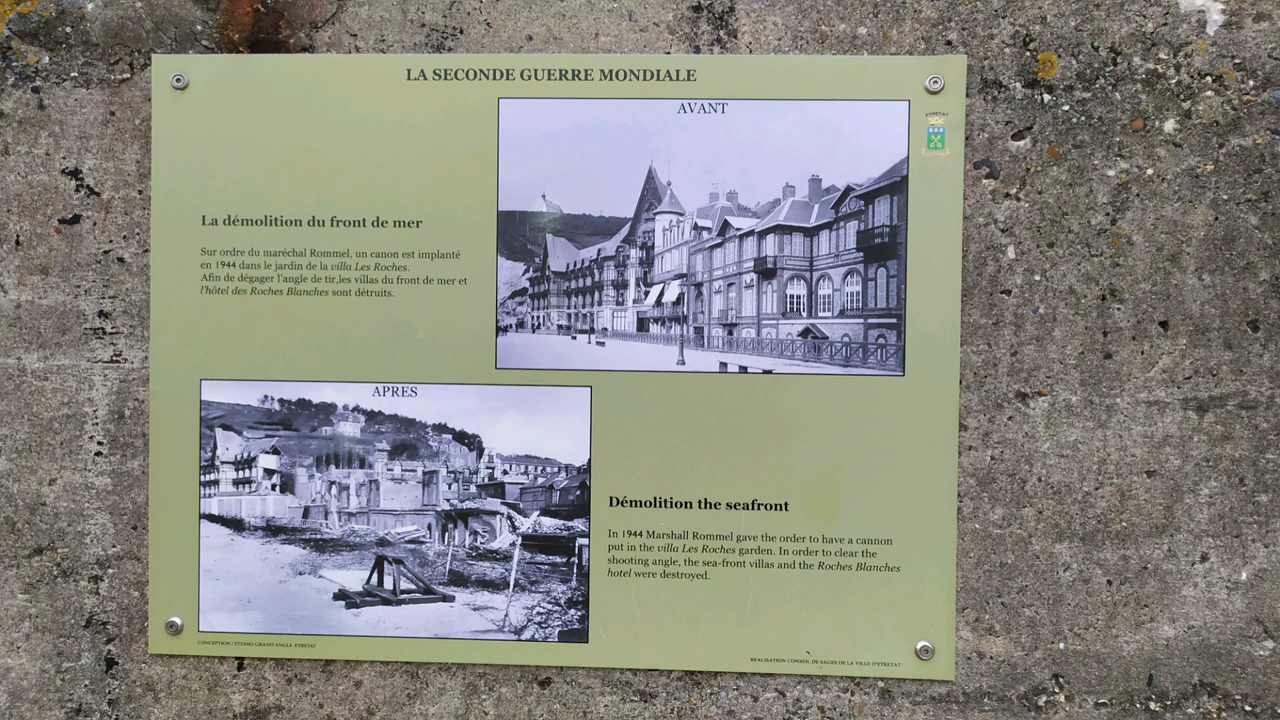 LA SECONDE GUERRE MONDIALE
AVANT
ETRETAT
La démolition du front de mer
Sur ordre du maréchal Rommel, un canon est implanté
en 1944 dans le jardin de la villa Les Roches.
Afin de dégager l'angle de tir,les villas du front de mer et
l'hôtel des Roches Blanches sont détruits.
APRES
Démolition the seafront
In 1944 Marshall Rommel gave the order to have a cannon
put in the villa Les Roches garden. In order to clear the
shooting angle, the sea-front villas and the Roches Blanches
hotel were destroyed.
CONCEPTION / STUDIO GRAND ANGLE ETRETAT
REALISATION CONSEIL DE SAGES DE LA VILLE D'ETRETAT